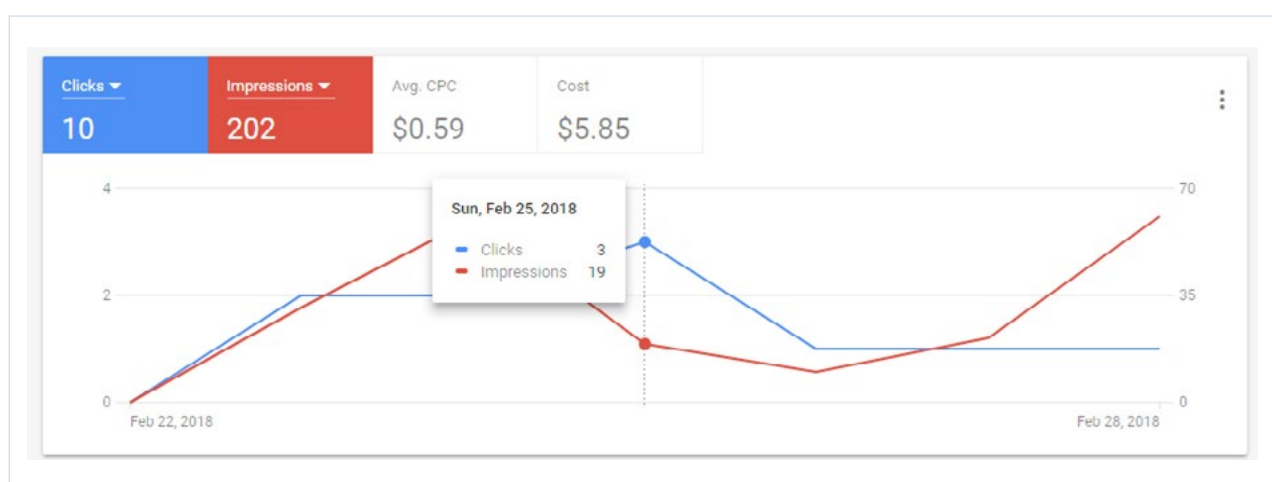 Clicks Impressions Avg. CPC Cost
10 202 $0.59 $5.85
4 70
Sun, Feb 25, 2018
Clicks 3
Impressions 19
2 35
0 0
Feb 22, 2018 Feb 28, 2018